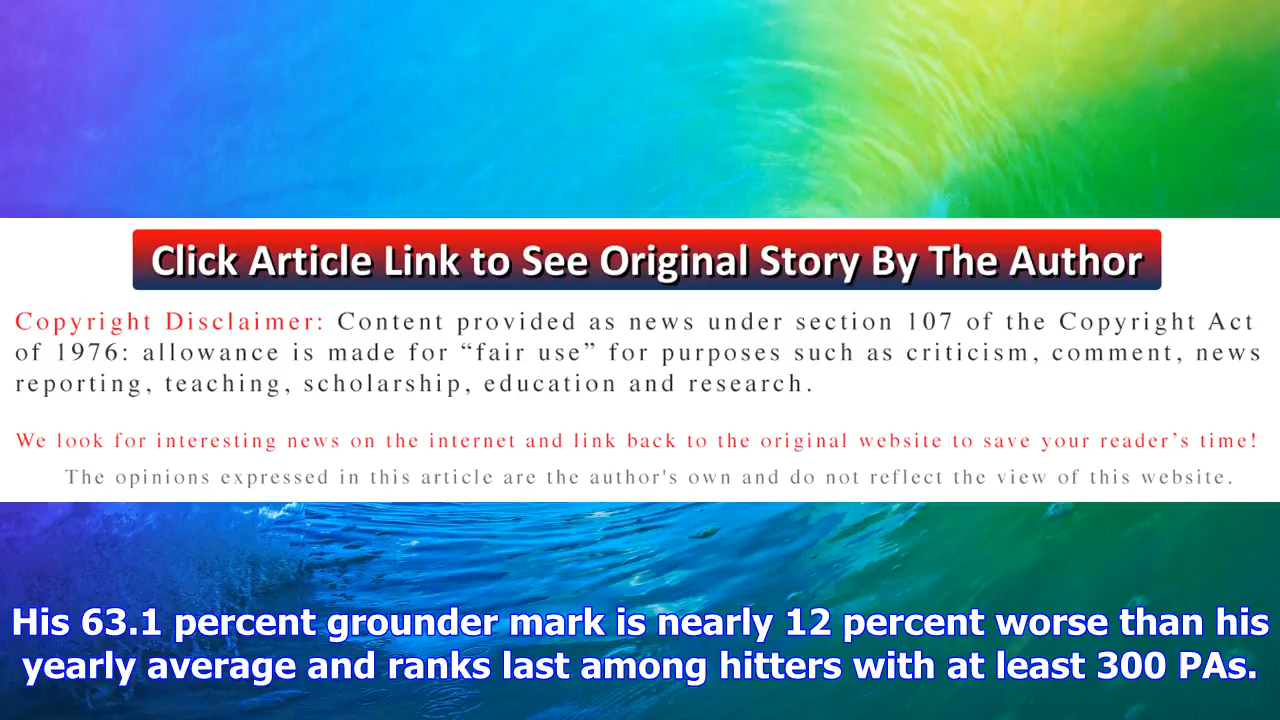 Click Article Link to See Original Story By The Author
Copyright Disclaimer: Content provided as news under section 107 of the Copyright Act
of 1976: allowance is made for “fair use” for purposes such as criticism, comment, news
reporting, teaching, scholarship, education and research.
We look for interesting news on the internet and link back to the original website to save your reader’s time!
The opinions expressed in this article are the author's own and do not reflect the view of this website.
His 63.1 percent grounder mark is nearly 12 percent worse than his
yearly average and ranks last among hitters with at least 300 PAs.